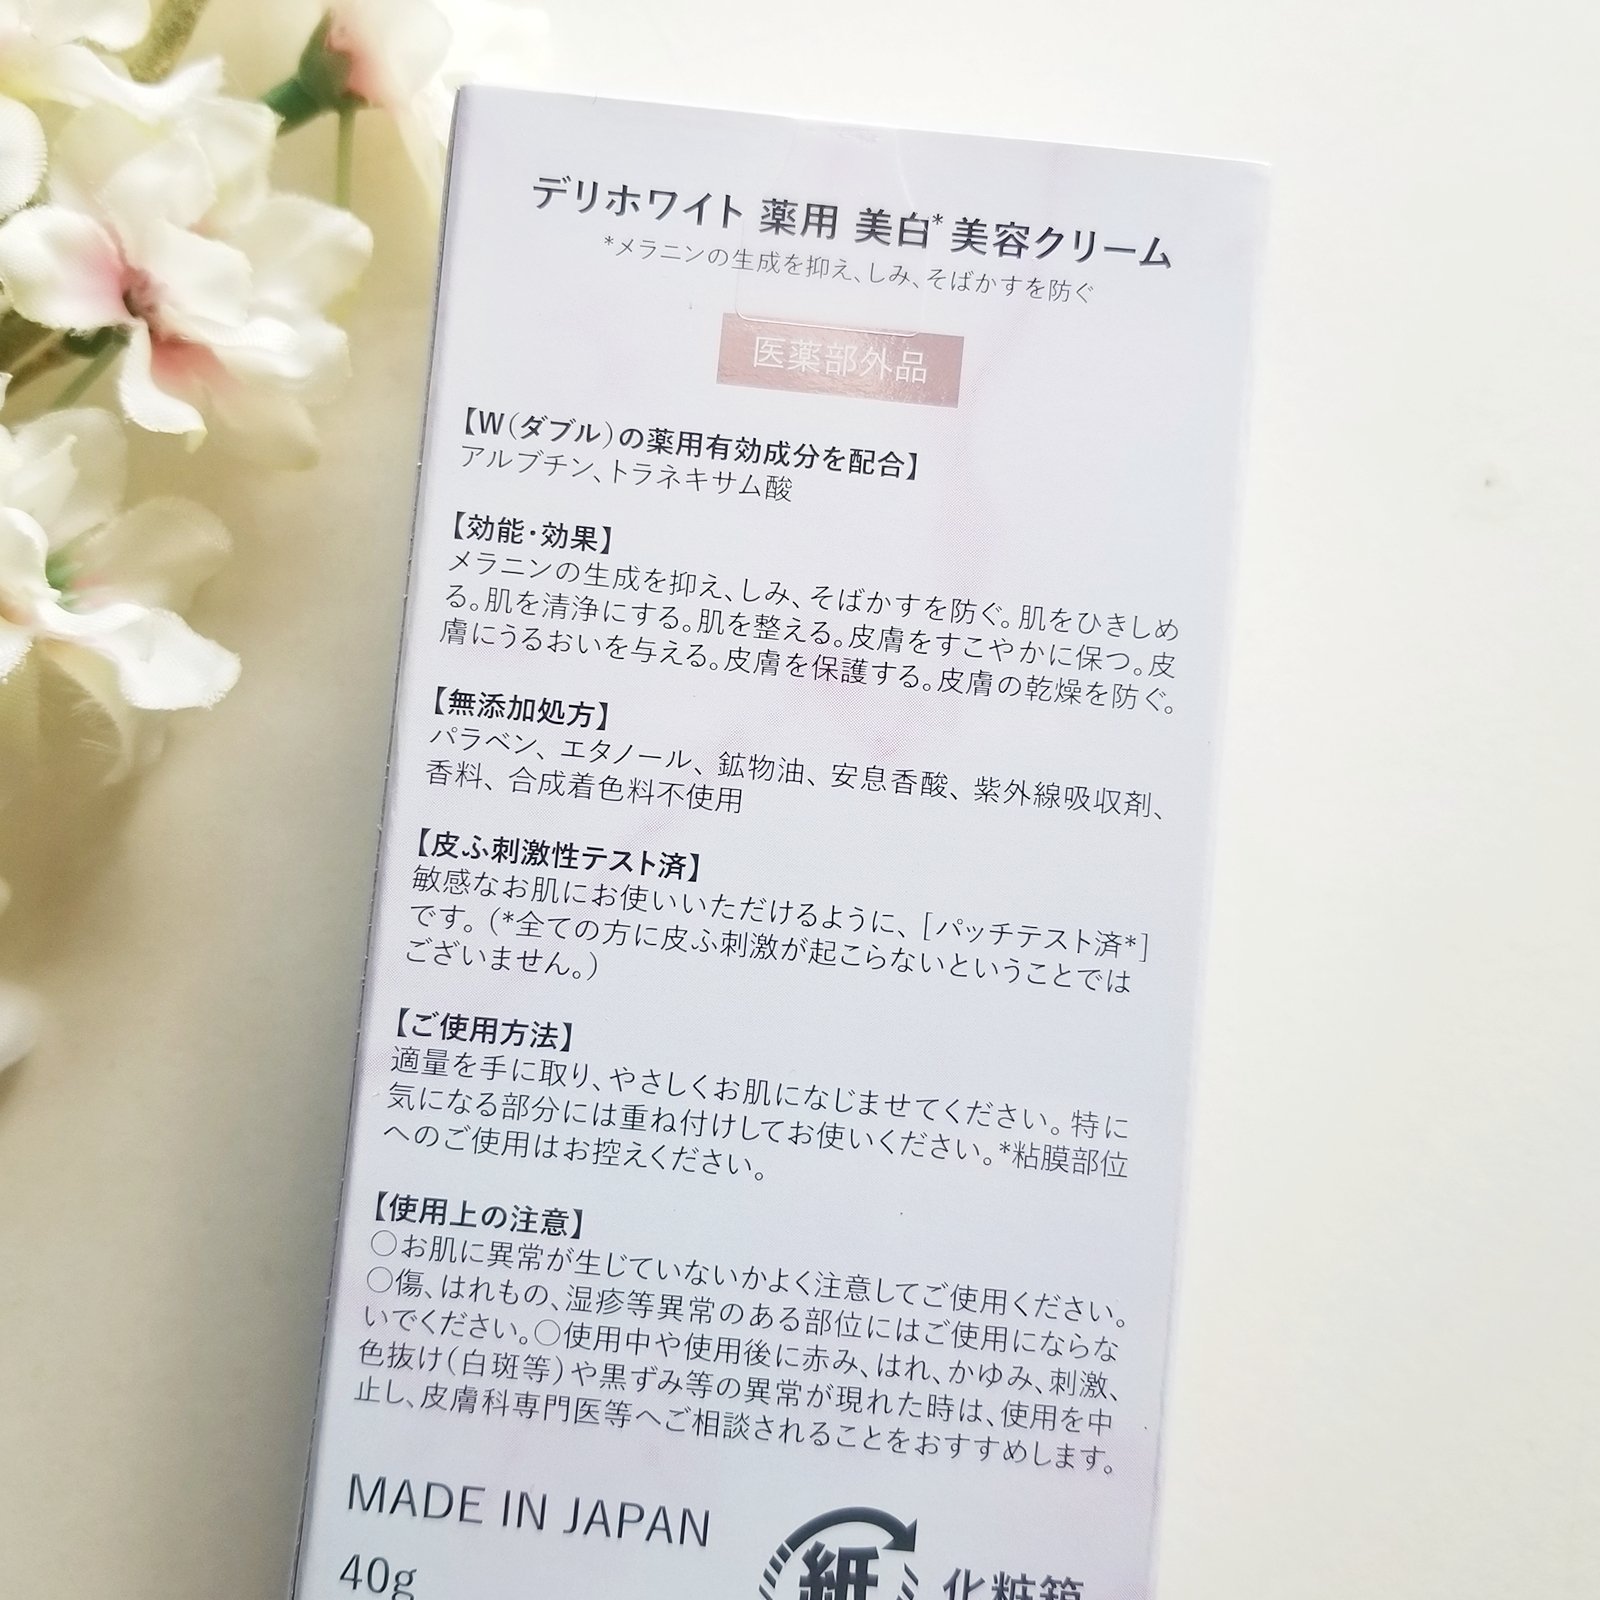 デリホワイト 薬用 美白*美容クリーム
*メラニンの生成を抑え、しみ、そばかすを防ぐ
医薬部外品
【W(ダブル)の薬用有効成分を配合】
アルブチン、トラネキサム酸
【効能・効果】
メラニンの生成を抑え、しみ、そばかすを防ぐ。肌をひきしめ
る。肌を清浄にする。肌を整える。皮膚をすこやかに保つ。皮
膚にうるおいを与える。皮膚を保護する。皮膚の乾燥を防ぐ。
【無添加処方】
パラベン、エタノール、鉱物油、安息香酸、紫外線吸収剤、
香料、合成着色料不使用
【皮ふ刺激性テスト済】
敏感なお肌にお使いいただけるように、[パッチテスト済*]
です。(*全ての方に皮ふ刺激が起こらないということでは
ございません。)
【ご使用方法】
適量を手に取り、やさしくお肌になじませてください。特に
気になる部分には重ね付けしてお使いください。*粘膜部位
へのご使用はお控えください。
【使用上の注意】
○お肌に異常が生じていないかよく注意してご使用ください。
○傷、はれもの、湿疹等異常のある部位にはご使用にならな
いでください。○使用中や使用後に赤み、はれ、かゆみ、刺激、
色抜け(白斑等)や黒ずみ等の異常が現れた時は、使用を中
止し、皮膚科専門医等へご相談されることをおすすめします。
MADE IN JAPAN
40g
紙 化粧箱